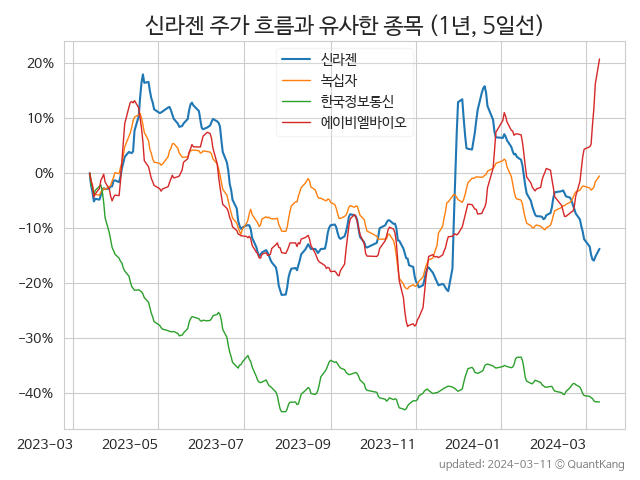 신라젠 주가 흐름과 유사한 종목 (1년, 5일선)
신라젠
녹십자
한국정보통신
에이비엘바이오
20%
10%
0%
−10%
−20%
−30%
−40%
2023-03
2023-05
2023-07
2023-09
2023-11
2024-01
2024-03
updated: 2024-03-11 © QuantKang